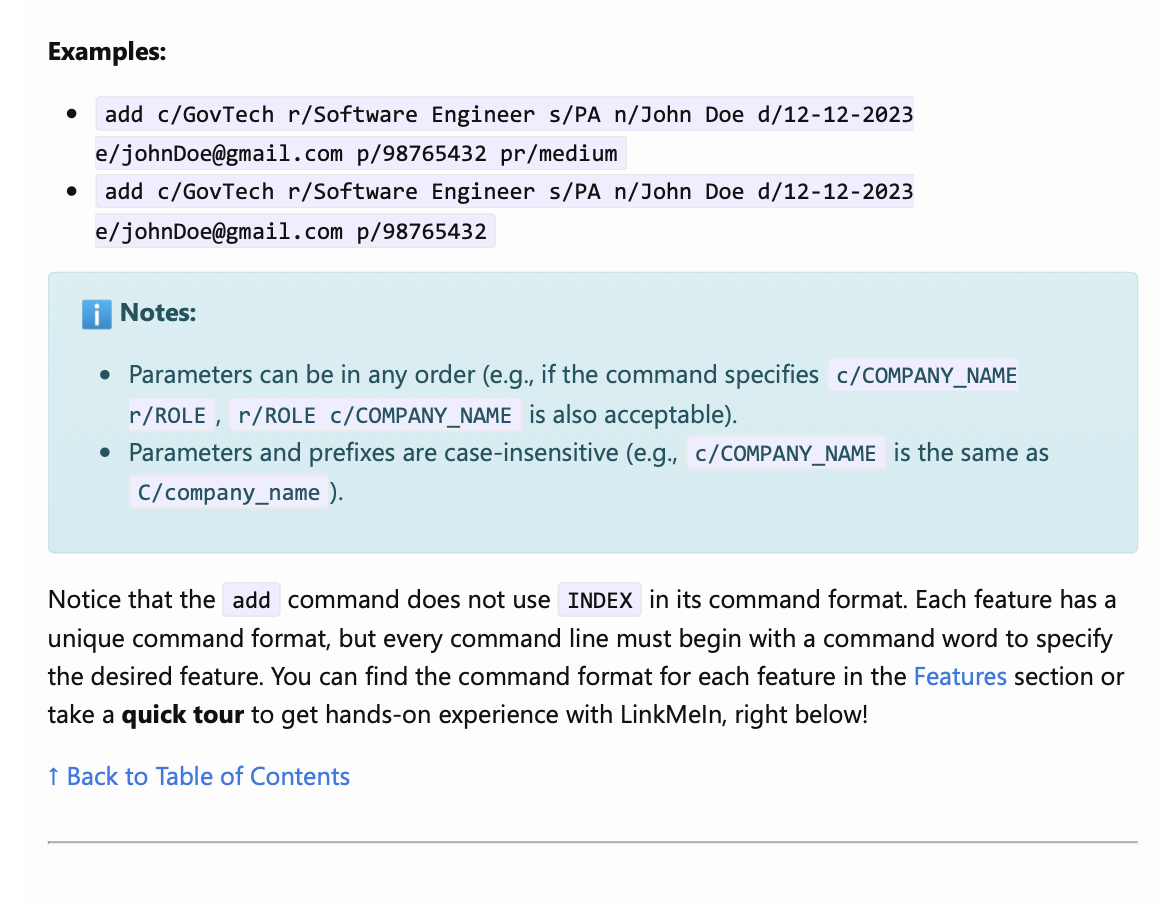 Examples:
• add c/GovTech r/Software Engineer s/PA n/John Doe d/12-12-2023
e/johnDoe@gmail.com p/98765432 pr/medium
• add c/GovTech r/Software Engineer s/PA n/John Doe d/12-12-2023
e/johnDoe@gmail.com p/98765432
ℹ️ Notes:
• Parameters can be in any order (e.g., if the command specifies c/COMPANY_NAME
r/ROLE , r/ROLE c/COMPANY_NAME is also acceptable).
• Parameters and prefixes are case-insensitive (e.g., c/COMPANY_NAME is the same as
C/company_name ).
Notice that the add command does not use INDEX in its command format. Each feature has a
unique command format, but every command line must begin with a command word to specify
the desired feature. You can find the command format for each feature in the Features section or
take a quick tour to get hands-on experience with LinkMeIn, right below!
↑ Back to Table of Contents